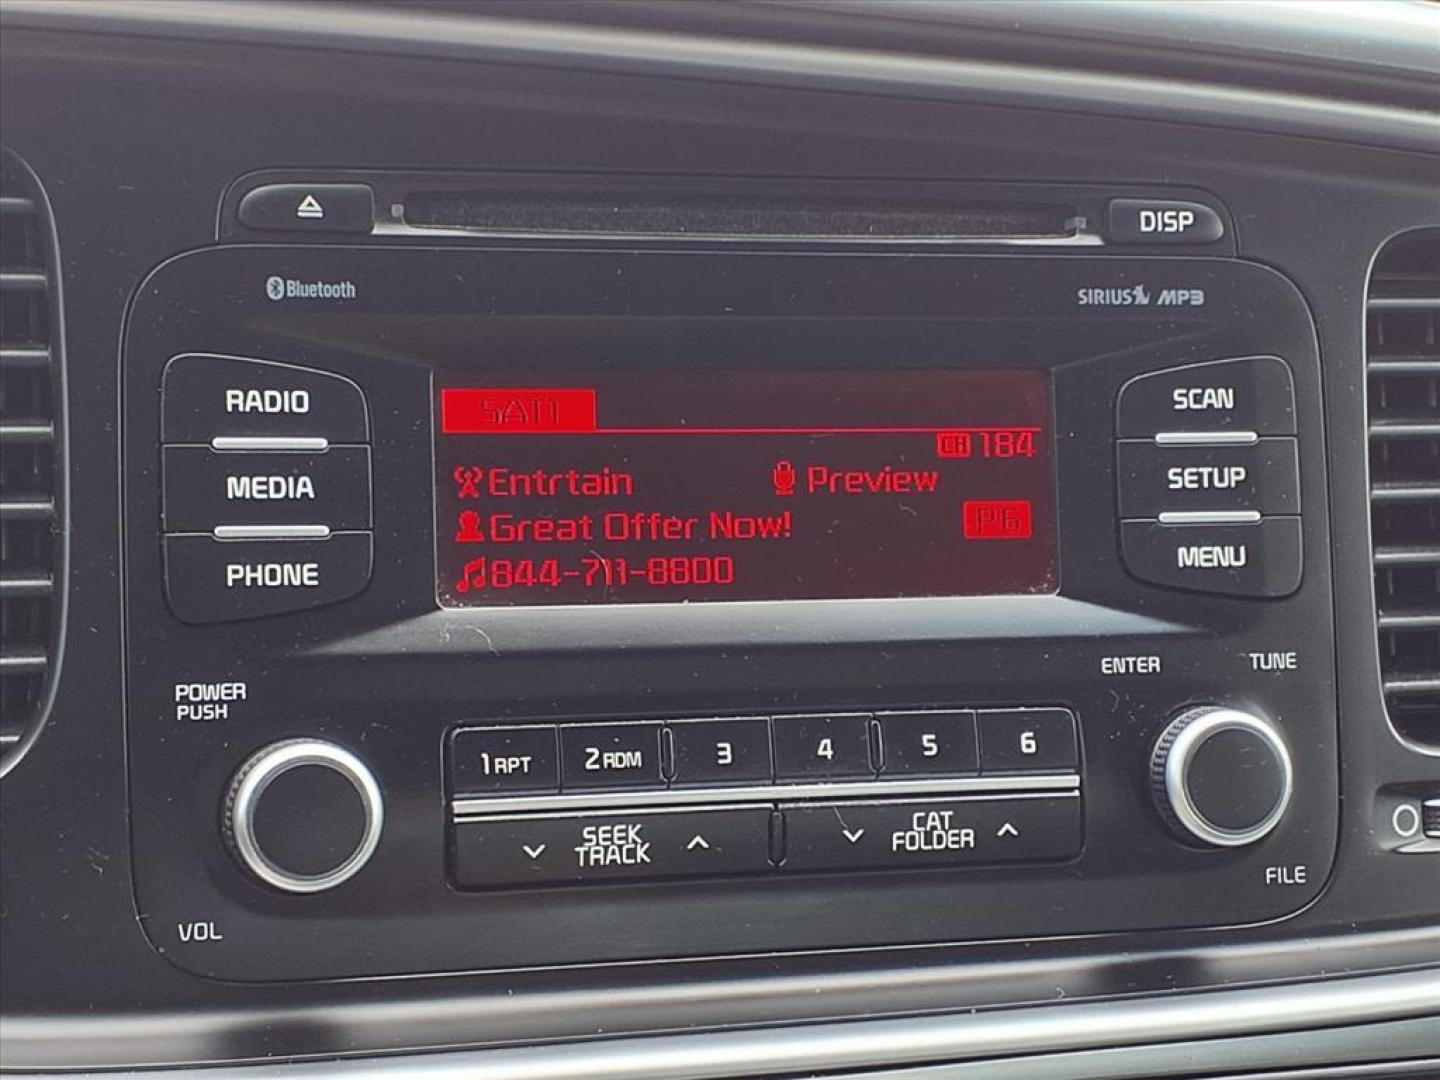 DISP
Bluetooth
SIRIUS MP3
RADIO
MEDIA
PHONE
SAT1
CH 184
Entrtain Preview
Great Offer Now! P6
844-711-8800
SCAN
SETUP
MENU
POWER
PUSH
VOL
ENTER
TUNE
FILE
1 RPT 2 RDM 3 4 5 6
SEEK
TRACK
CAT
FOLDER